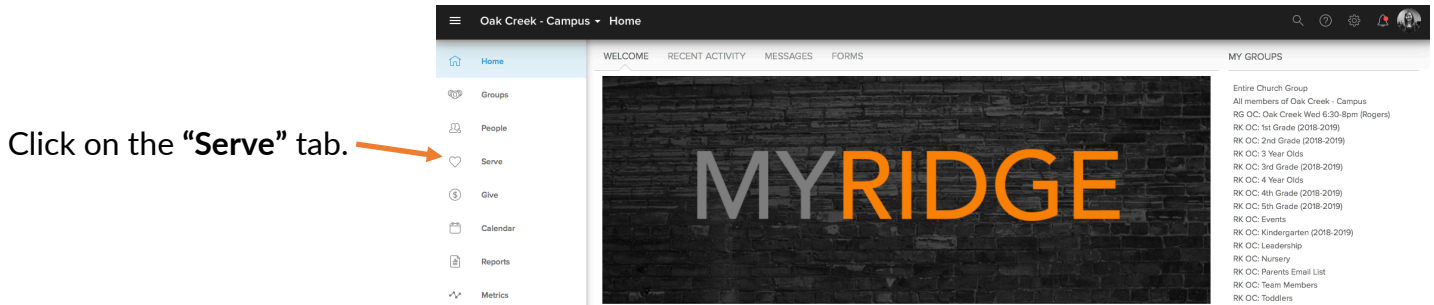 Click on the “Serve” tab.
Oak Creek - Campus Home
Home
Groups
People
Serve
Give
Calendar
Reports
Metrics
WELCOME RECENT ACTIVITY MESSAGES FORMS
MYRIDGE
MY GROUPS
Entire Church Group
All members of Oak Creek - Campus
RG OC: Oak Creek Wed 6:30-8pm (Rogers)
RK OC: 1st Grade (2018-2019)
RK OC: 2nd Grade (2018-2019)
RK OC: 3 Year Olds
RK OC: 3rd Grade (2018-2019)
RK OC: 4 Year Olds
RK OC: 4th Grade (2018-2019)
RK OC: 5th Grade (2018-2019)
RK OC: Events
RK OC: Kindergarten (2018-2019)
RK OC: Leadership
RK OC: Nursery
RK OC: Parents Email List
RK OC: Team Members
RK OC: Toddlers